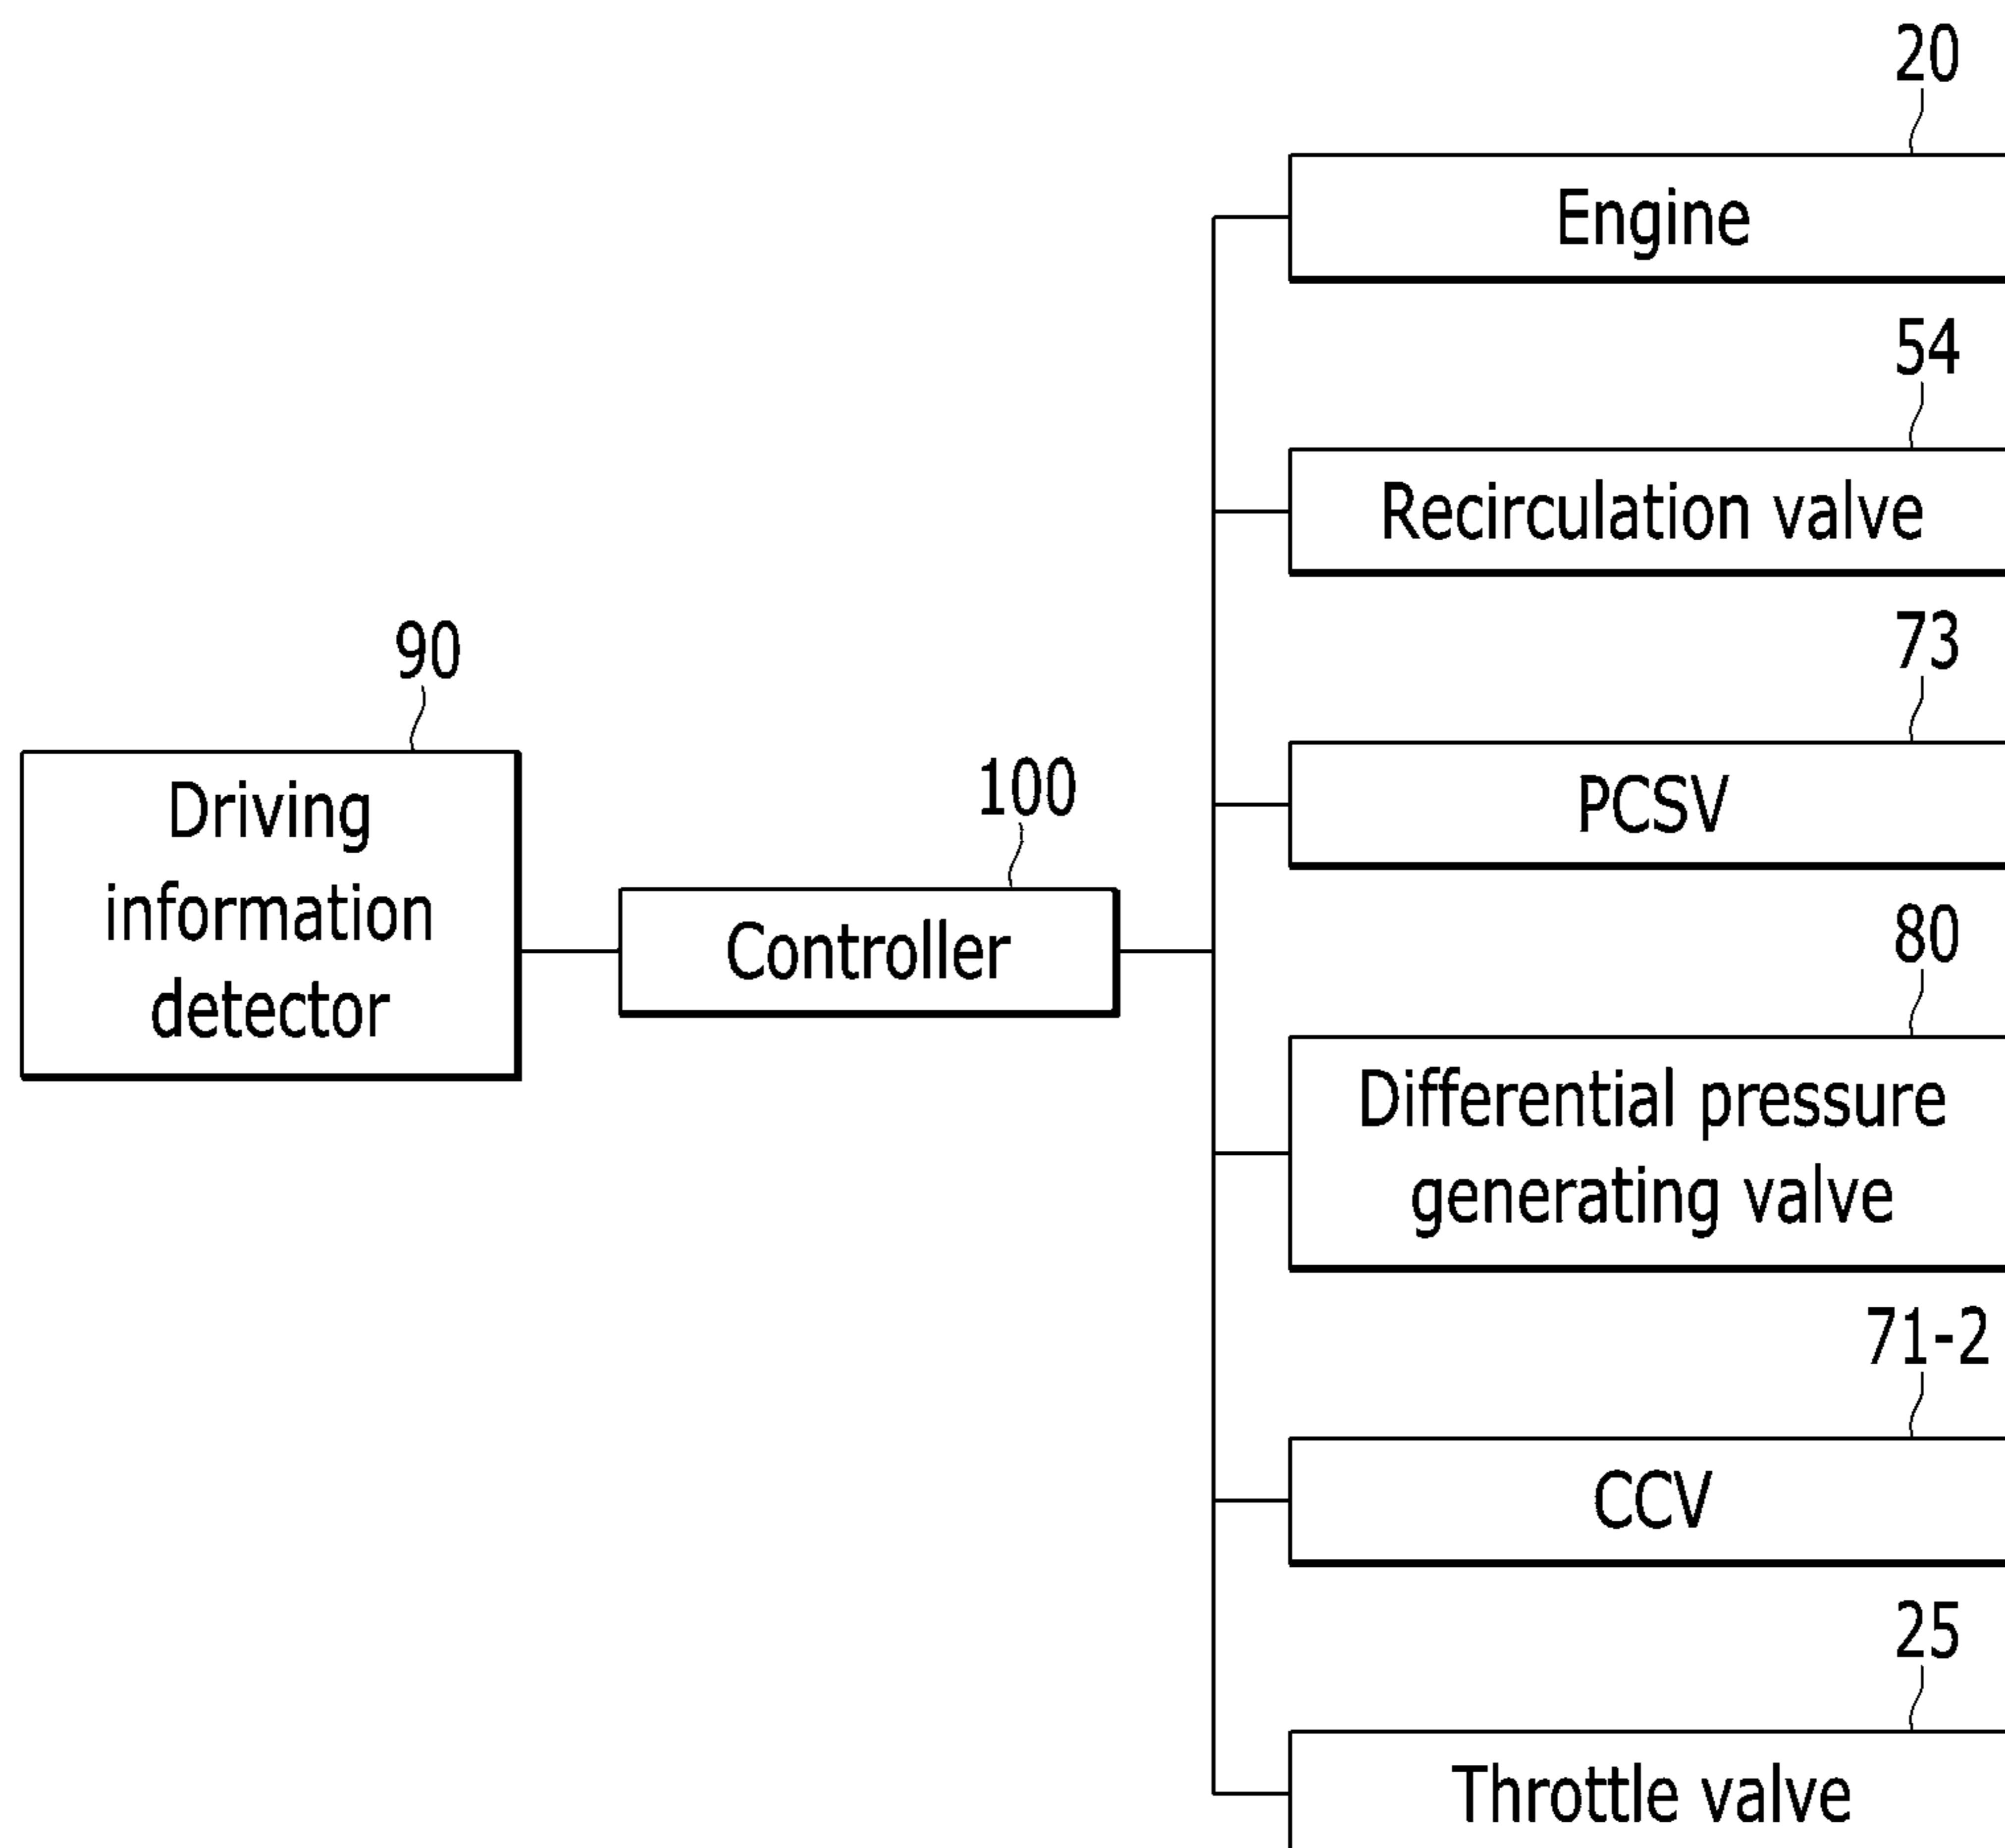 20
Engine
54
Recirculation valve
73
PCSV
90
Driving
information
detector
100
Controller
80
Differential pressure
generating valve
71-2
CCV
25
Throttle valve